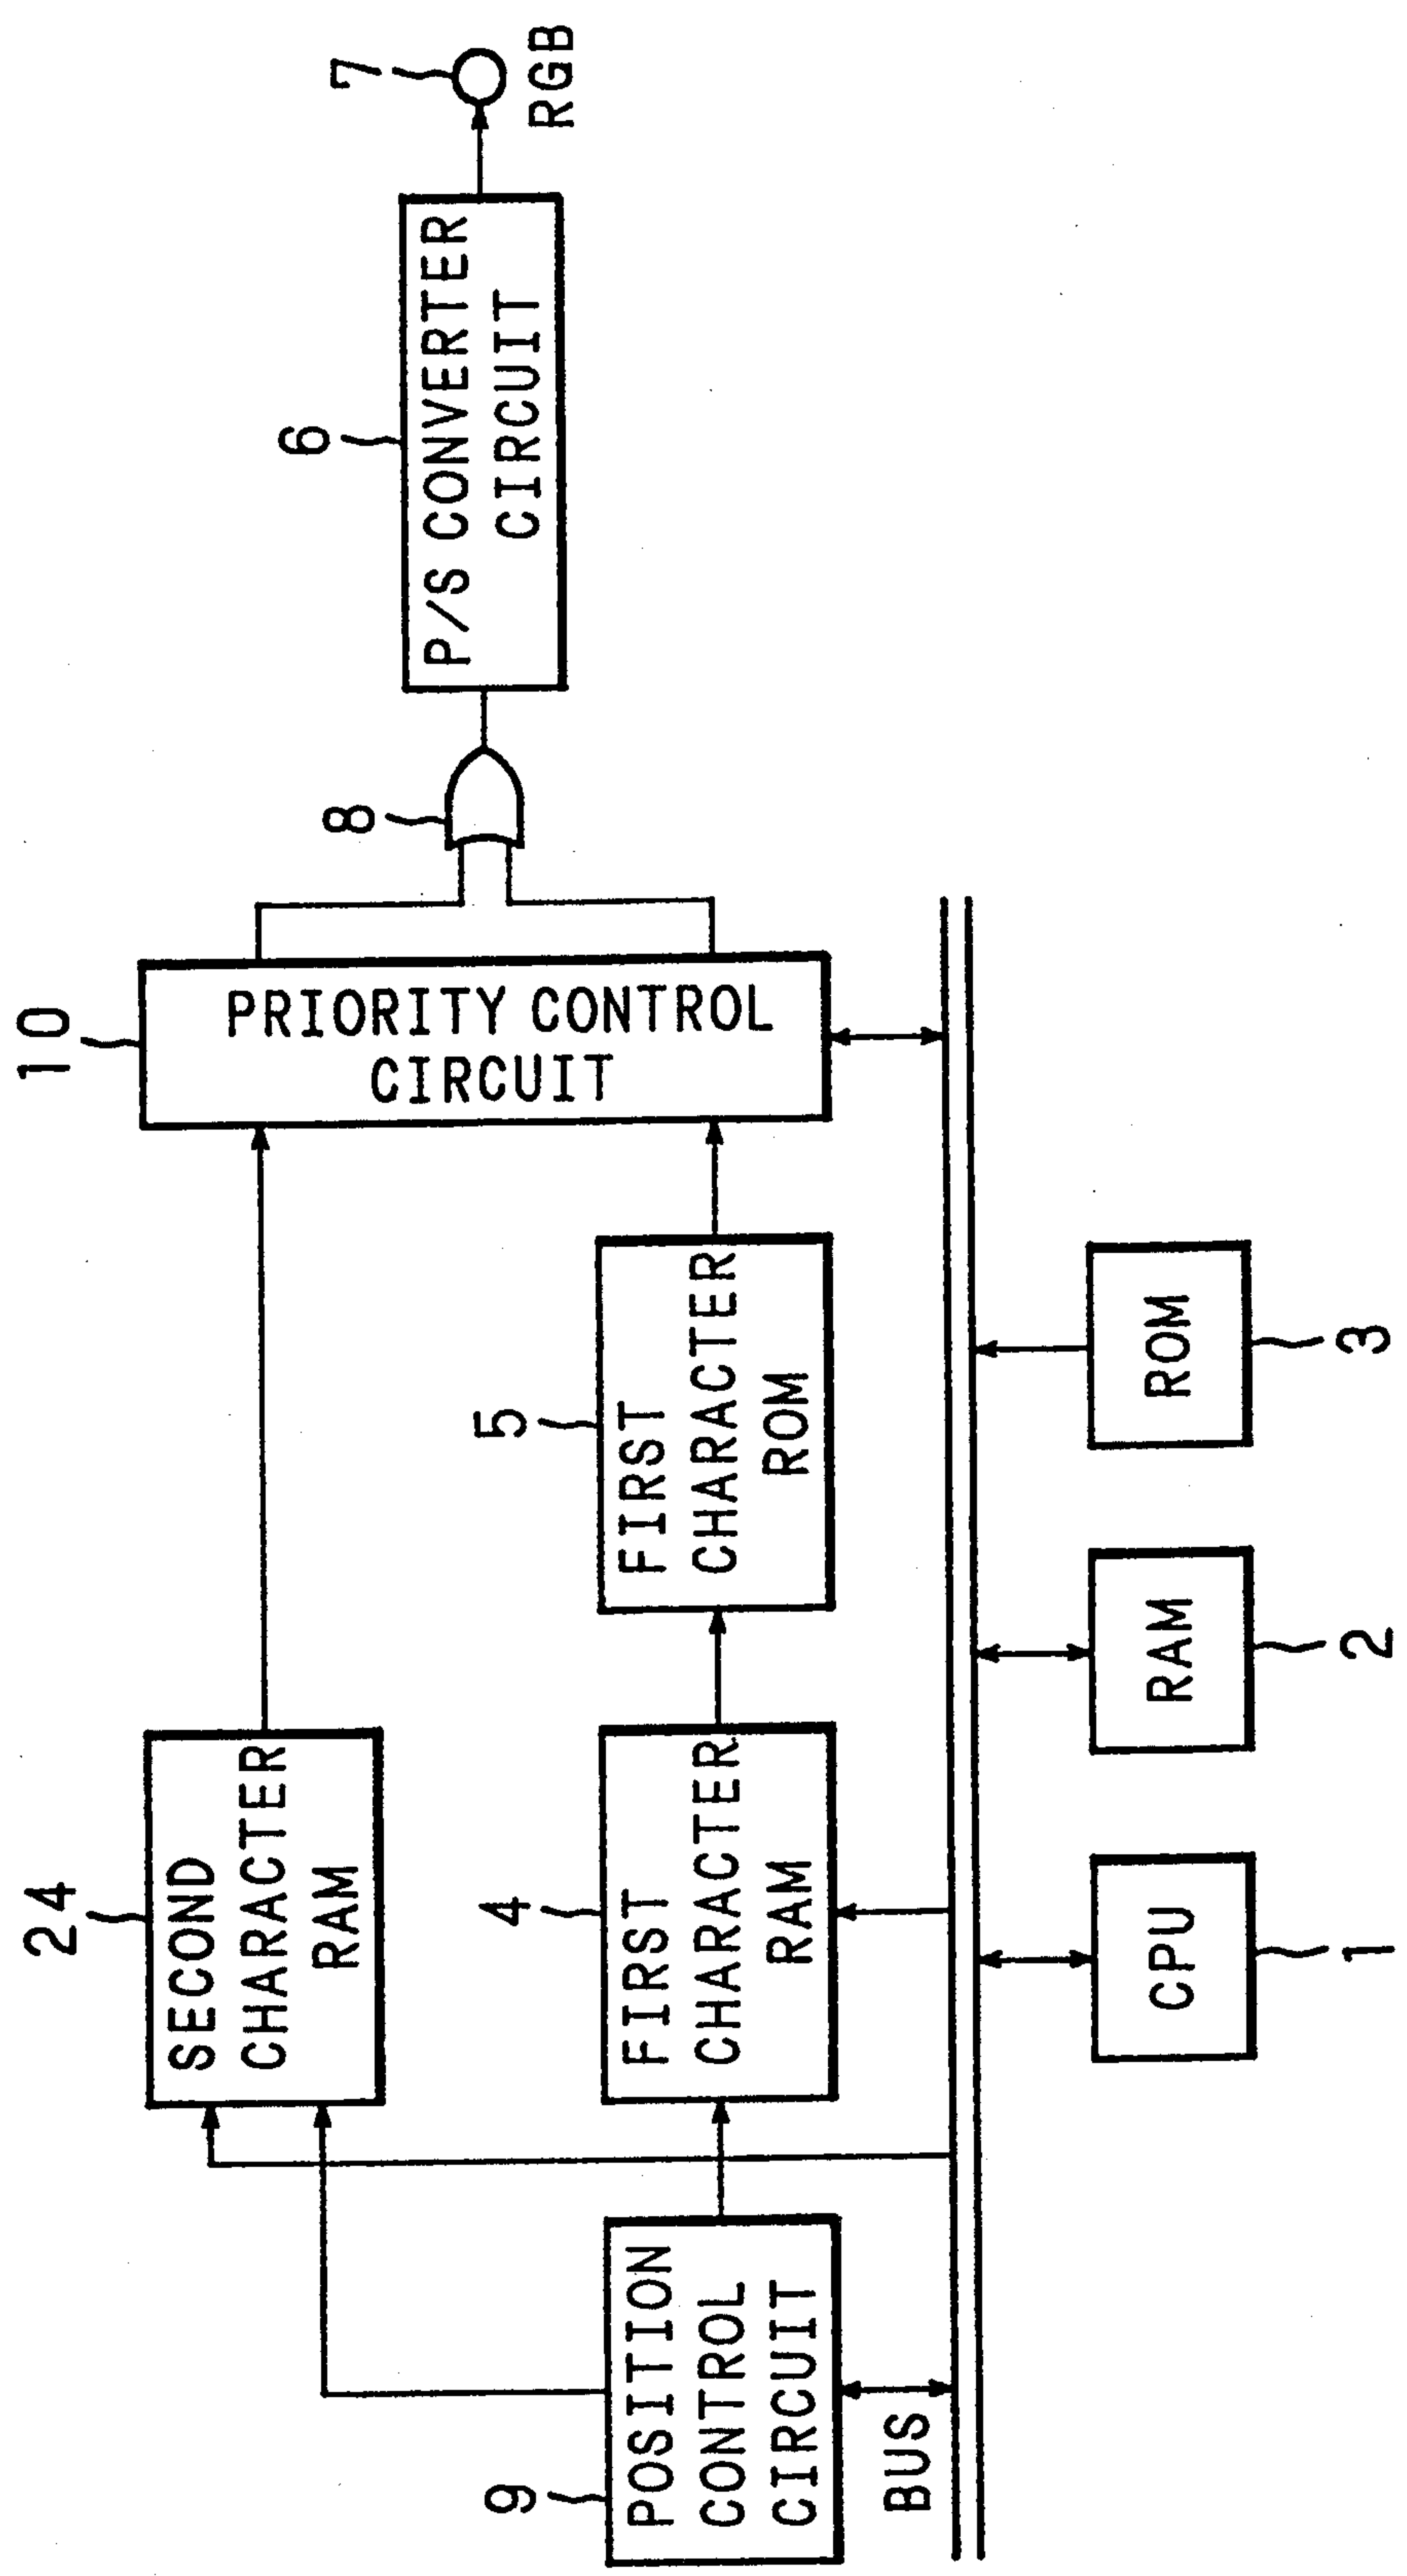 24
SECOND
CHARACTER
RAM
10
PRIORITY CONTROL
CIRCUIT
8
6
P/S CONVERTER
CIRCUIT
7
RGB
9
POSITION
CONTROL
CIRCUIT
4
FIRST
CHARACTER
RAM
5
FIRST
CHARACTER
ROM
BUS
CPU
1
RAM
2
ROM
3